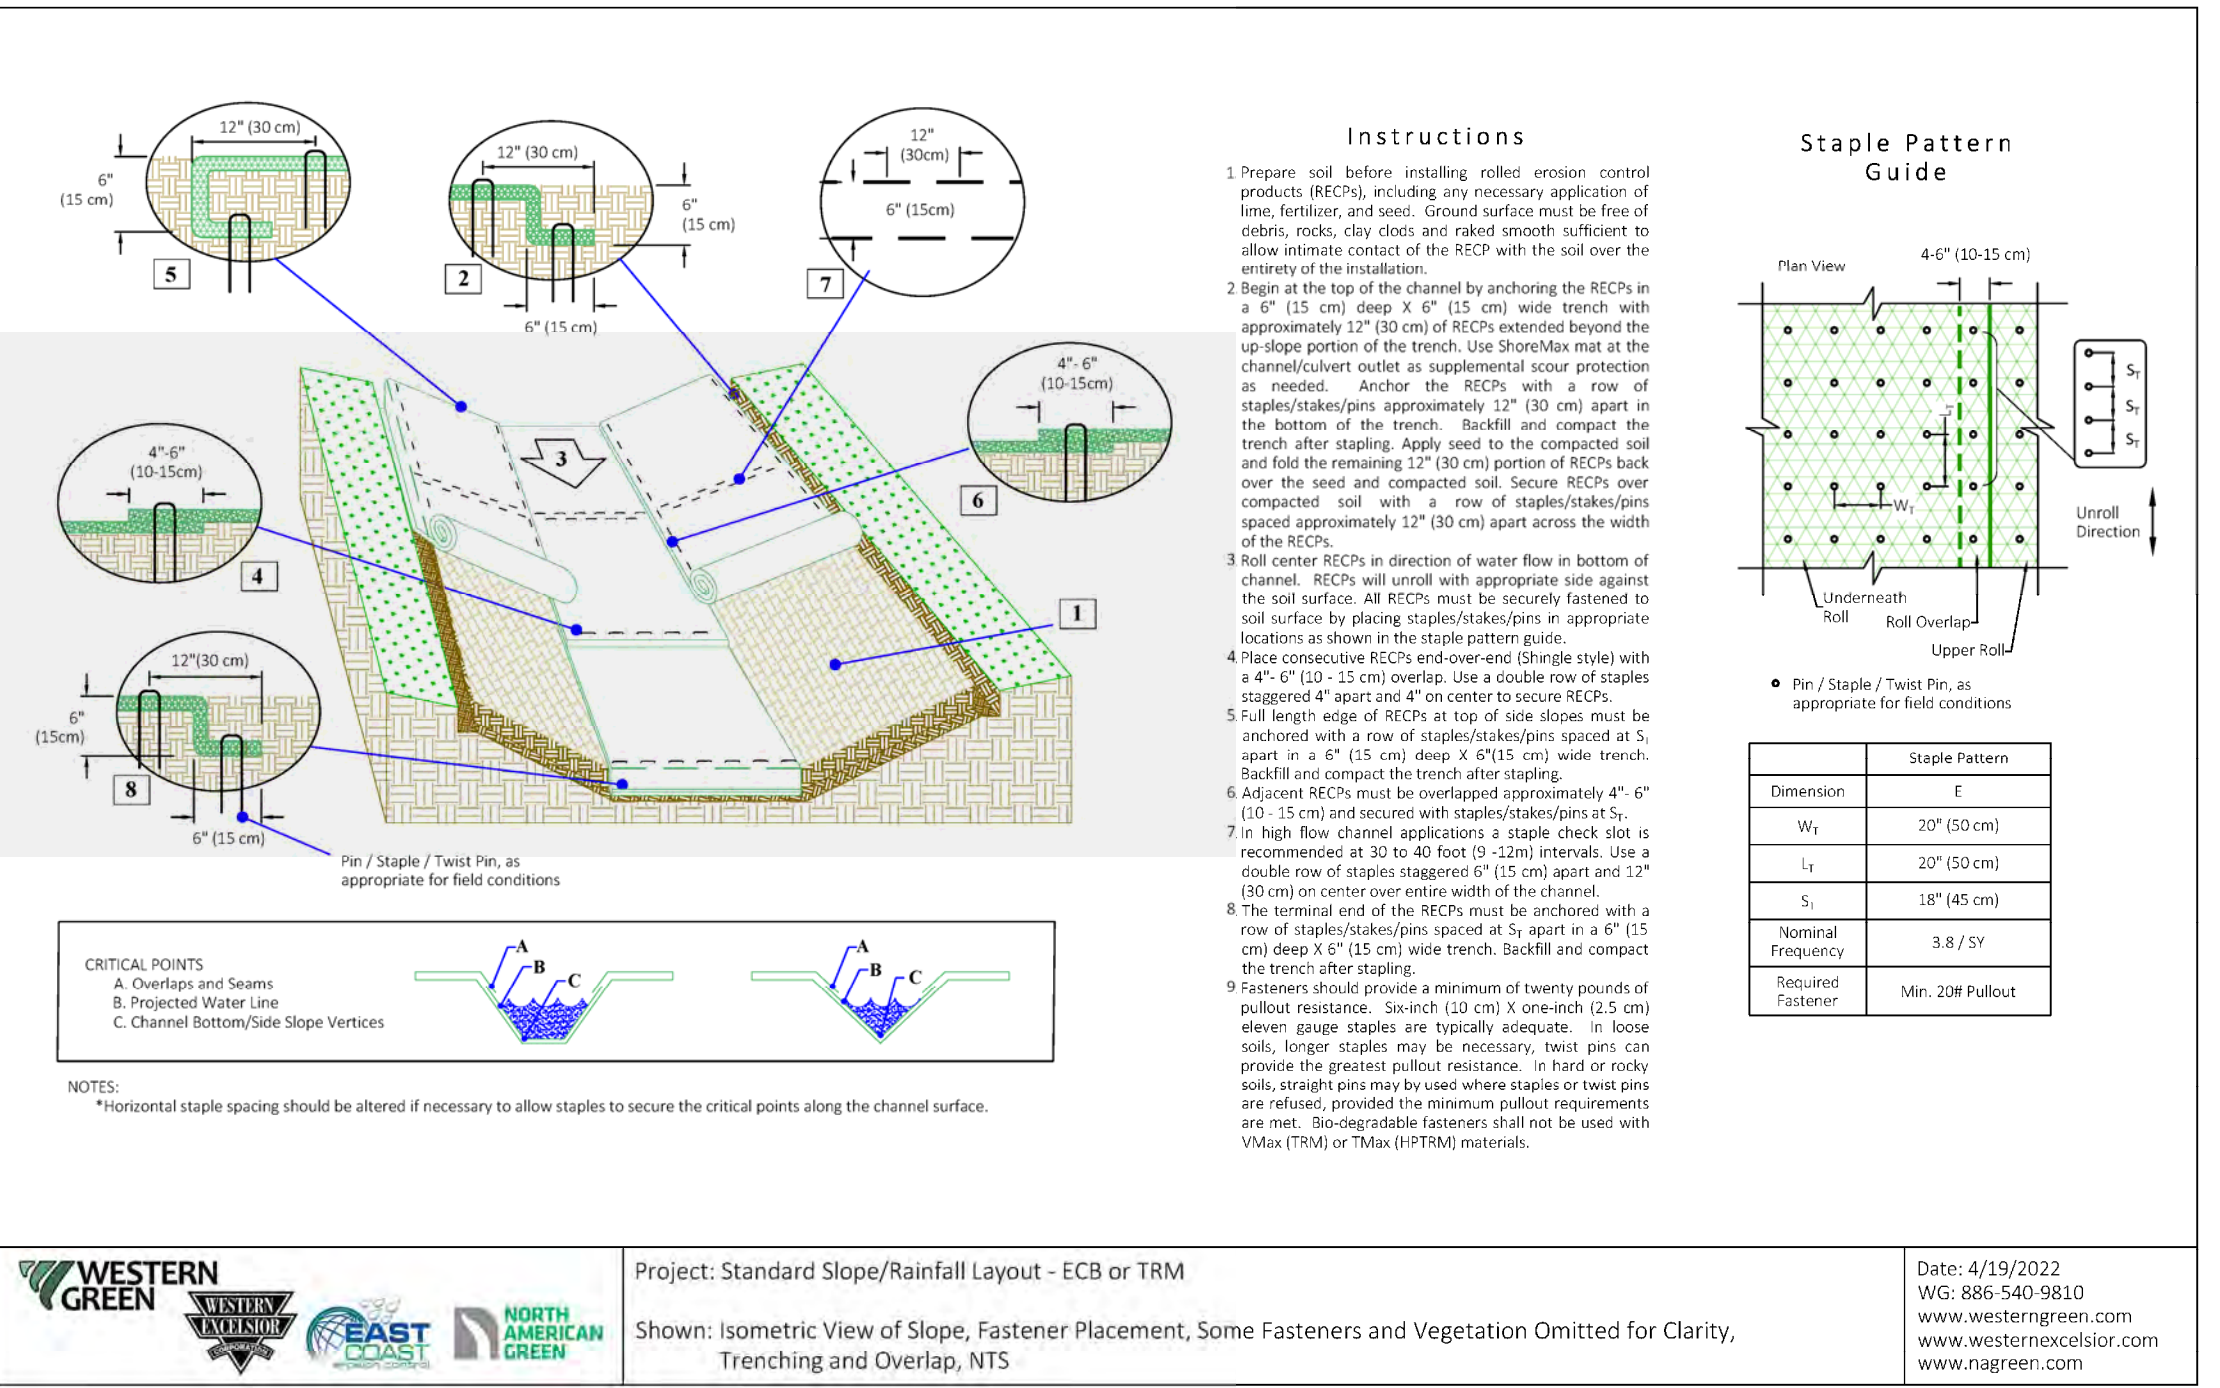 12" (30 cm)
6"
(15 cm)
5
12" (30 cm)
6"
(15 cm)
2
6" (15 cm)
12"
(30cm)
6" (15cm)
7
4"- 6"
(10-15cm)
6
3
4"-6"
(10-15cm)
4
1
12"(30 cm)
6"
(15cm)
8
6" (15 cm)
Pin / Staple / Twist Pin, as
appropriate for field conditions
CRITICAL POINTS
A. Overlaps and Seams
B. Projected Water Line
C. Channel Bottom/Side Slope Vertices
A
B
C
A
B
C
NOTES:
*Horizontal staple spacing should be altered if necessary to allow staples to secure the critical points along the channel surface.
Instructions
1. Prepare soil before installing rolled erosion control
products (RECPs), including any necessary application of
lime, fertilizer, and seed. Ground surface must be free of
debris, rocks, clay clods and raked smooth sufficient to
allow intimate contact of the RECP with the soil over the
entirety of the installation.
2. Begin at the top of the channel by anchoring the RECPs in
a 6" (15 cm) deep X 6" (15 cm) wide trench with
approximately 12" (30 cm) of RECPs extended beyond the
up-slope portion of the trench. Use ShoreMax mat at the
channel/culvert outlet as supplemental scour protection
as needed. Anchor the RECPs with a row of
staples/stakes/pins approximately 12" (30 cm) apart in
the bottom of the trench. Backfill and compact the
trench after stapling. Apply seed to the compacted soil
and fold the remaining 12" (30 cm) portion of RECPs back
over the seed and compacted soil. Secure RECPs over
compacted soil with a row of staples/stakes/pins
spaced approximately 12" (30 cm) apart across the width
of the RECPs.
3. Roll center RECPs in direction of water flow in bottom of
channel. RECPs will unroll with appropriate side against
the soil surface. All RECPs must be securely fastened to
soil surface by placing staples/stakes/pins in appropriate
locations as shown in the staple pattern guide.
4. Place consecutive RECPs end-over-end (Shingle style) with
a 4"- 6" (10 - 15 cm) overlap. Use a double row of staples
staggered 4" apart and 4" on center to secure RECPs.
5. Full length edge of RECPs at top of side slopes must be
anchored with a row of staples/stakes/pins spaced at ST
apart in a 6" (15 cm) deep X 6"(15 cm) wide trench.
Backfill and compact the trench after stapling.
6. Adjacent RECPs must be overlapped approximately 4"- 6"
(10 - 15 cm) and secured with staples/stakes/pins at ST.
7. In high flow channel applications a staple check slot is
recommended at 30 to 40 foot (9 -12m) intervals. Use a
double row of staples staggered 6" (15 cm) apart and 12"
(30 cm) on center over entire width of the channel.
8. The terminal end of the RECPs must be anchored with a
row of staples/stakes/pins spaced at ST apart in a 6" (15
cm) deep X 6" (15 cm) wide trench. Backfill and compact
the trench after stapling.
9. Fasteners should provide a minimum of twenty pounds of
pullout resistance. Six-inch (10 cm) X one-inch (2.5 cm)
eleven gauge staples are typically adequate. In loose
soils, longer staples may be necessary, twist pins can
provide the greatest pullout resistance. In hard or rocky
soils, straight pins may by used where staples or twist pins
are refused, provided the minimum pullout requirements
are met. Bio-degradable fasteners shall not be used with
VMax (TRM) or TMax (HPTRM) materials.
Staple Pattern
Guide
Plan View
4-6" (10-15 cm)
ST
ST
ST
LT
WT
Unroll
Direction
Underneath
Roll
Roll Overlap
Upper Roll
Pin / Staple / Twist Pin, as
appropriate for field conditions
Staple Pattern
Dimension E
WT 20" (50 cm)
LT 20" (50 cm)
ST 18" (45 cm)
Nominal
Frequency 3.8 / SY
Required
Fastener Min. 20# Pullout
WESTERN
GREEN
WESTERN
EXCELSIOR
CORPORATION
EAST
COAST
erosion control
NORTH
AMERICAN
GREEN
Project: Standard Slope/Rainfall Layout - ECB or TRM
Shown: Isometric View of Slope, Fastener Placement, Some Fasteners and Vegetation Omitted for Clarity,
Trenching and Overlap, NTS
Date: 4/19/2022
WG: 886-540-9810
www.westerngreen.com
www.westernexcelsior.com
www.nagreen.com